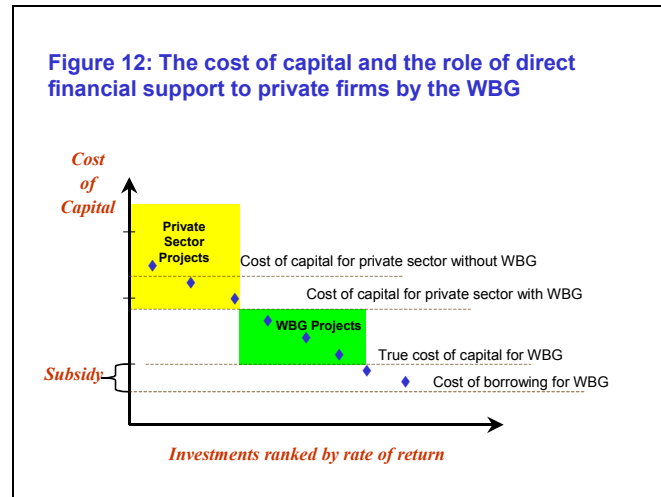 Figure 12: The cost of capital and the role of direct
financial support to private firms by the WBG
Cost
of
Capital
Private
Sector
Projects
Cost of capital for private sector without WBG
Cost of capital for private sector with WBG
WBG Projects
True cost of capital for WBG
Subsidy
Cost of borrowing for WBG
Investments ranked by rate of return